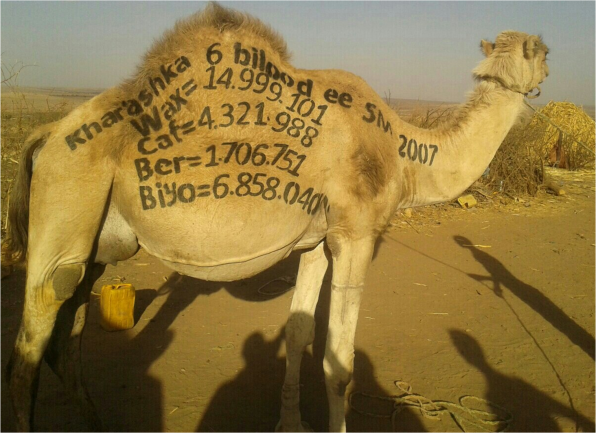 Kharashka 6 bilood ee SM 2007
Wax= 14.999.101
Caf=4.321.988
Ber=1.706.751
Biyo=6.858.040